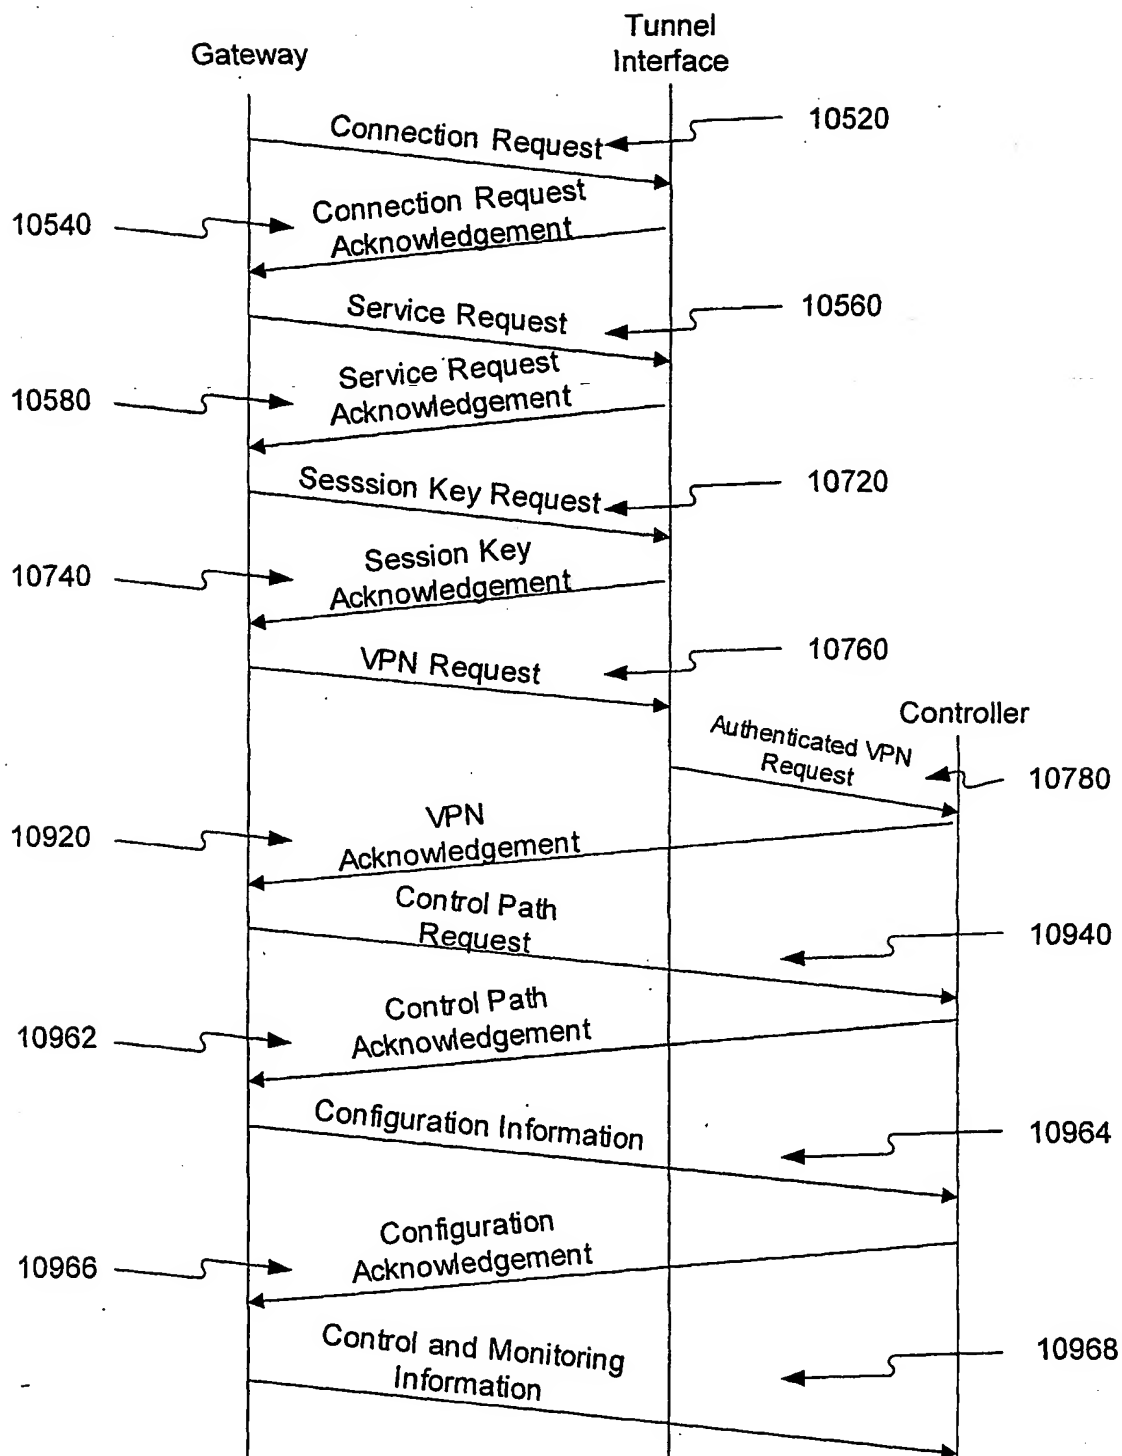 Tunnel
Interface
Gateway
10520
Connection Request
10540
Connection Request
Acknowledgement
10560
Service Request
10580
Service Request
Acknowledgement
10720
Sesssion Key Request
10740
Session Key
Acknowledgement
10760
VPN Request
Controller
Authenticated VPN
Request
10780
10920
VPN
Acknowledgement
Control Path
Request
10940
10962
Control Path
Acknowledgement
Configuration Information
10964
10966
Configuration
Acknowledgement
Control and Monitoring
Information
10968